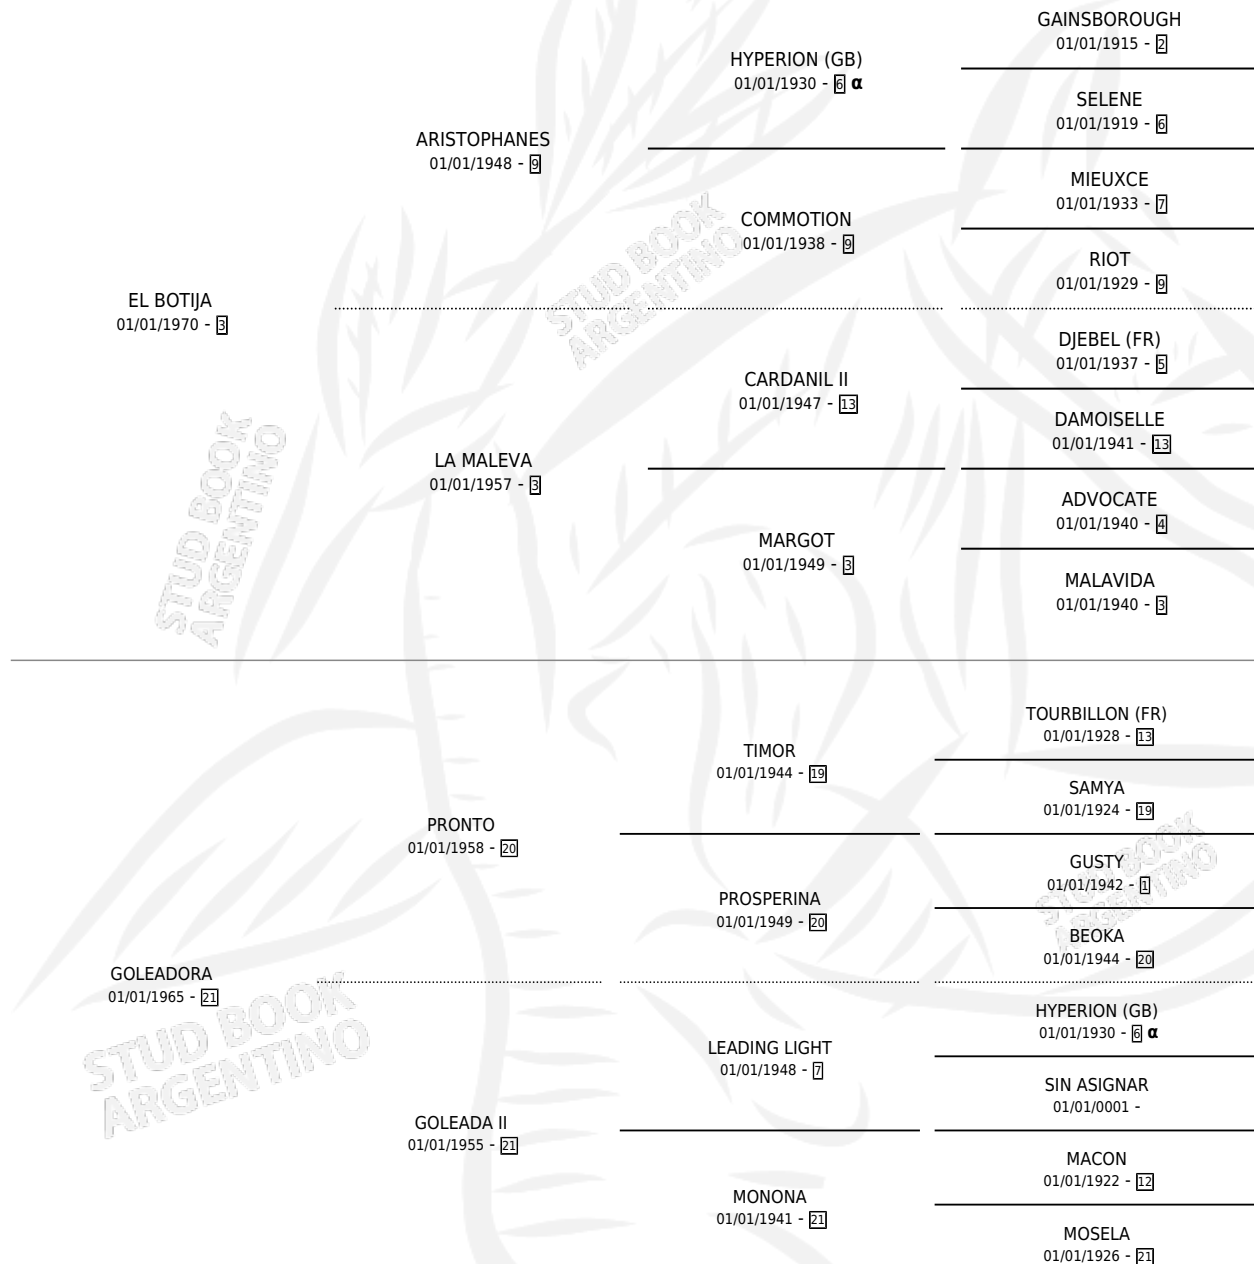 GAINSBOROUGH
01/01/1915 - 2
HYPERION (GB)
01/01/1930 - 6 α
SELENE
01/01/1919 - 6
ARISTOPHANES
01/01/1948 - 9
MIEUXCE
01/01/1933 - 7
COMMOTION
01/01/1938 - 9
RIOT
01/01/1929 - 9
EL BOTIJA
01/01/1970 - 3
DJEBEL (FR)
01/01/1937 - 5
CARDANIL II
01/01/1947 - 13
DAMOISELLE
01/01/1941 - 13
LA MALEVA
01/01/1957 - 3
ADVOCATE
01/01/1940 - 4
MARGOT
01/01/1949 - 3
MALAVIDA
01/01/1940 - 3
TOURBILLON (FR)
01/01/1928 - 13
TIMOR
01/01/1944 - 19
SAMYA
01/01/1924 - 19
PRONTO
01/01/1958 - 20
GUSTY
01/01/1942 - 1
PROSPERINA
01/01/1949 - 20
BEOKA
01/01/1944 - 20
GOLEADORA
01/01/1965 - 21
HYPERION (GB)
01/01/1930 - 6 α
LEADING LIGHT
01/01/1948 - 7
SIN ASIGNAR
01/01/0001 -
GOLEADA II
01/01/1955 - 21
MACON
01/01/1922 - 12
MONONA
01/01/1941 - 21
MOSELA
01/01/1926 - 21
STUD BOOK
ARGENTINO
STUD BOOK
ARGENTINO
STUD BOOK
ARGENTINO
STUD BOOK
ARGENTINO